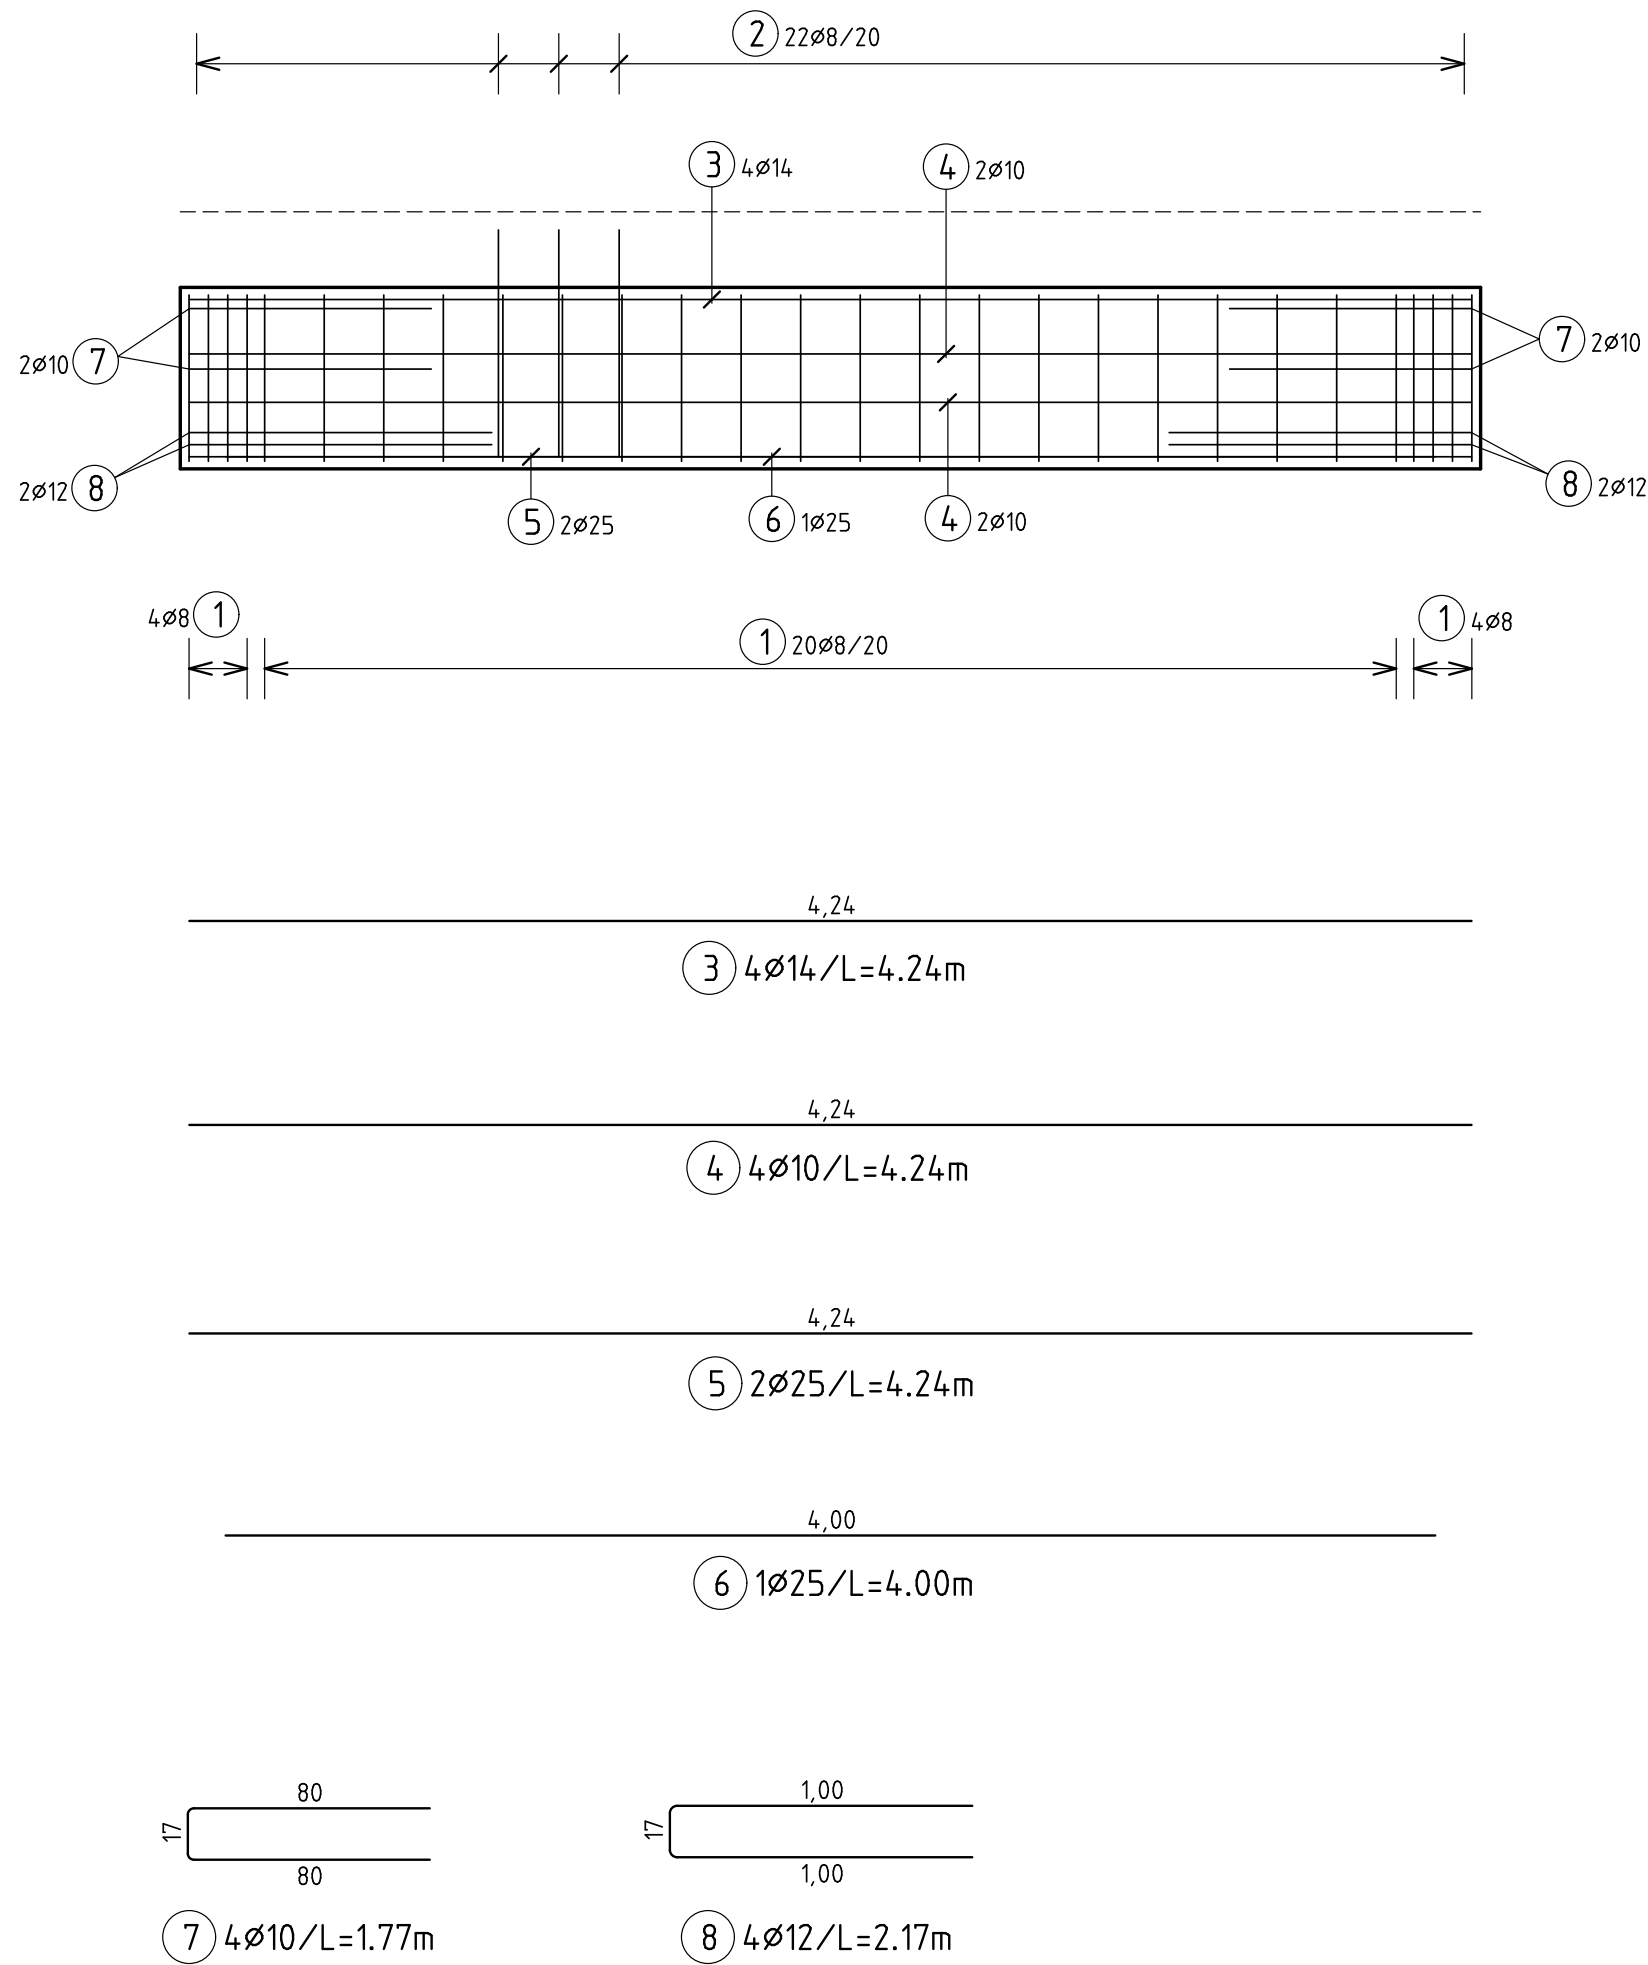 2 22ø8/20
3 4ø14
4 2ø10
2ø10 7
7 2ø10
2ø12 8
8 2ø12
5 2ø25
6 1ø25
4 2ø10
4ø8 1
1 20ø8/20
1 4ø8
4,24
3 4ø14/L=4.24m
4,24
4 4ø10/L=4.24m
4,24
5 2ø25/L=4.24m
4,00
6 1ø25/L=4.00m
80
17
80
7 4ø10/L=1.77m
1,00
17
1,00
8 4ø12/L=2.17m